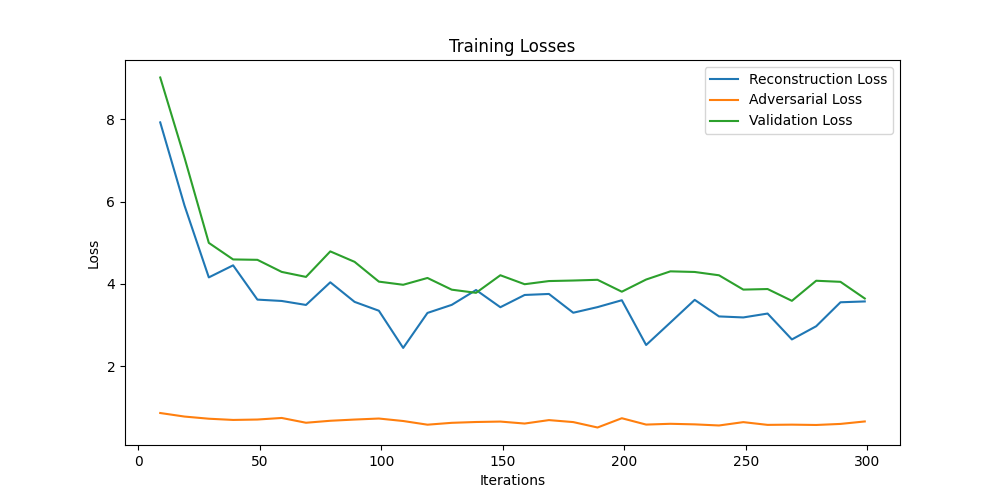 Training Losses
Reconstruction Loss
Adversarial Loss
Validation Loss
Loss
8
6
4
2
0 50 100 150 200 250 300
Iterations